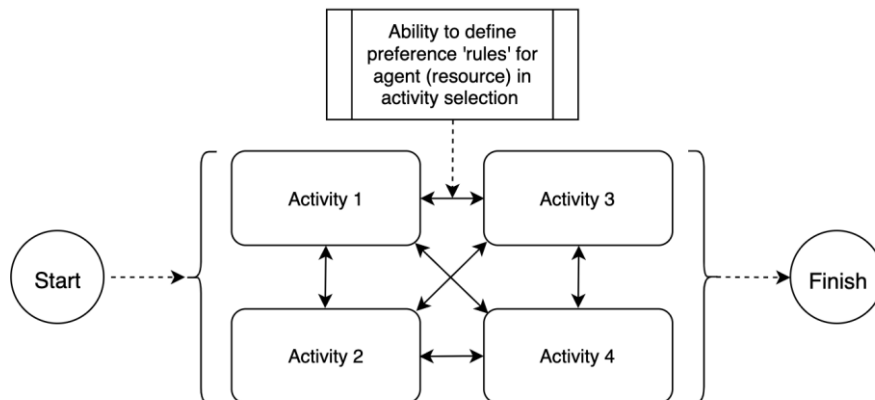 Ability to define
preference 'rules' for
agent (resource) in
activity selection
Activity 1
Activity 3
Start
Finish
Activity 2
Activity 4